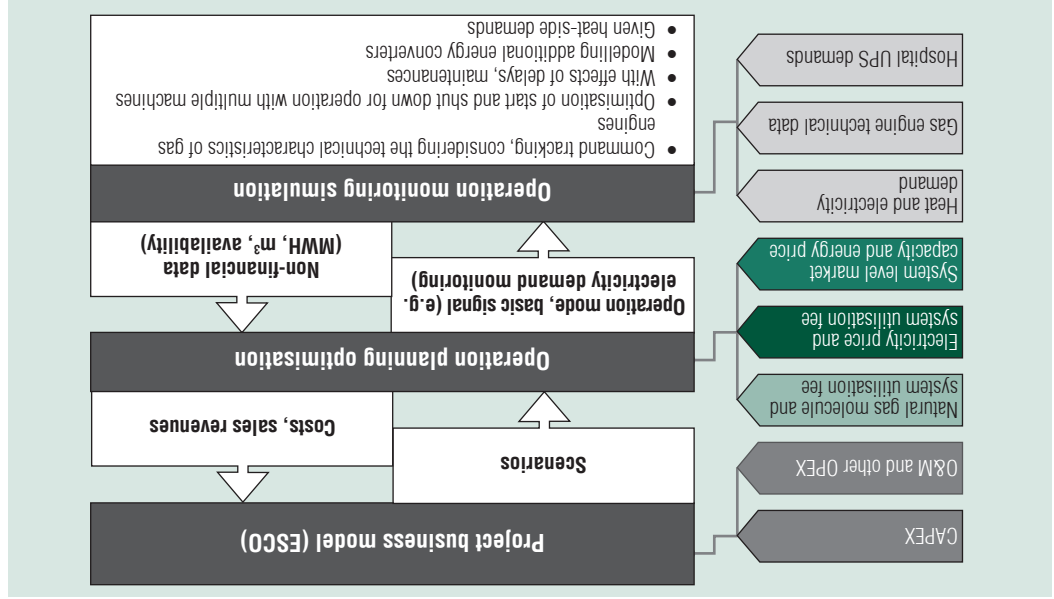 CAPEX
O&M and other OPEX
Natural gas molecule and
system utilisation fee
Electricity price and
system utilisation fee
System level market
capacity and energy price
Heat and electricity
demand
Gas engine technical data
Hospital UPS demands
Project business model (ESCO)
Scenarios
Costs, sales revenues
Operation planning optimisation
Operation mode, basic signal (e.g.
electricity demand monitoring)
Non-financial data
(MWH, m³, availability)
Operation monitoring simulation
• Command tracking, considering the technical characteristics of gas
engines
• Optimisation of start and shut down for operation with multiple machines
• With effects of delays, maintenances
• Modelling additional energy converters
• Given heat-side demands